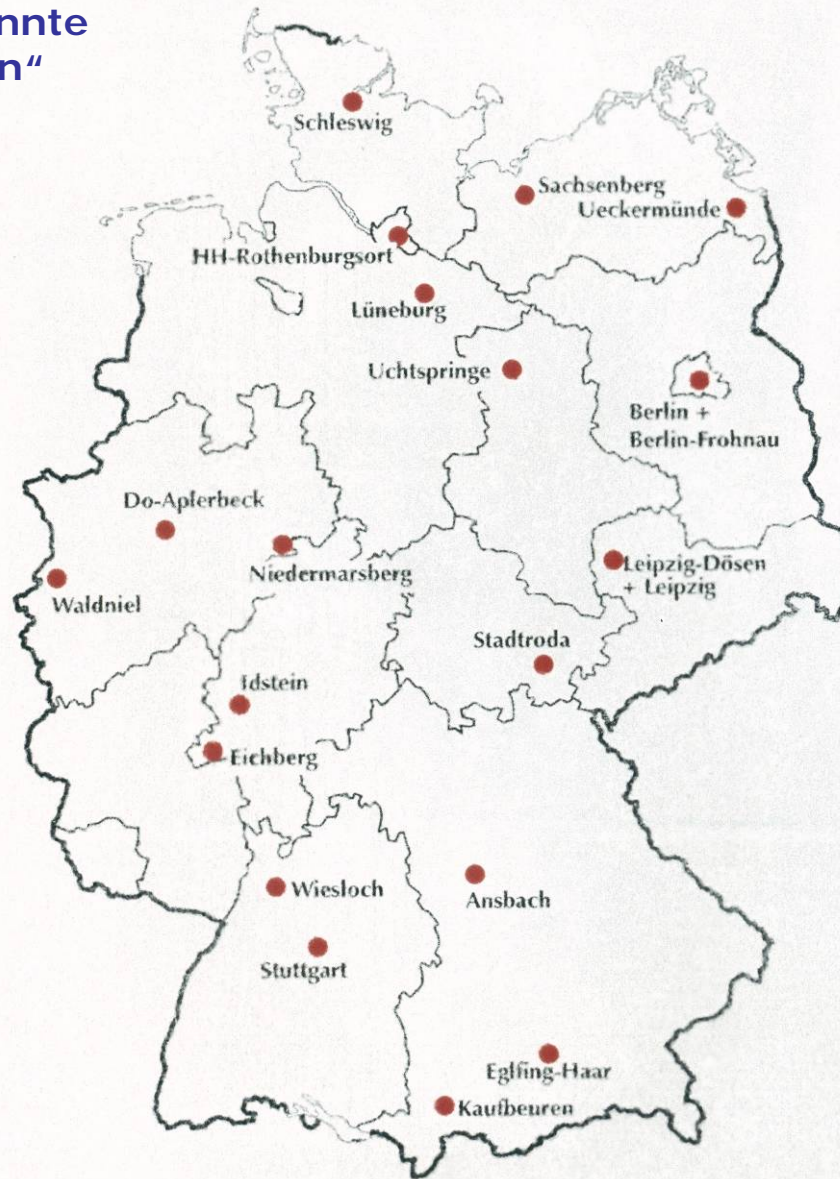 nnte
n“
Schleswig
Sachsenberg
Ueckermünde
HH-Rothenburgsort
Lüneburg
Uchtspringe
Berlin +
Berlin-Frohnau
Do-Aplerbeck
Niedermarsberg
Leipzig-Dösen
+ Leipzig
Waldniel
Stadtroda
Idstein
Eichberg
Wiesloch
Ansbach
Stuttgart
Eglfing-Haar
Kaufbeuren